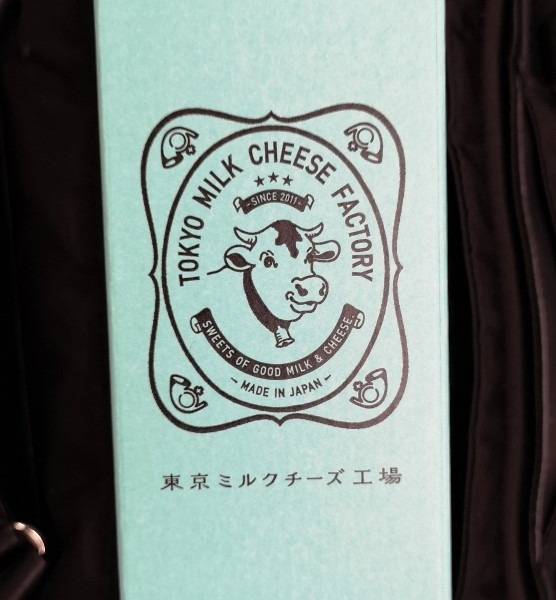 TOKYO MILK CHEESE FACTORY
-SINCE 2011-
SWEETS OF GOOD MILK & CHEESE.
– MADE IN JAPAN –
東京ミルクチーズ工場